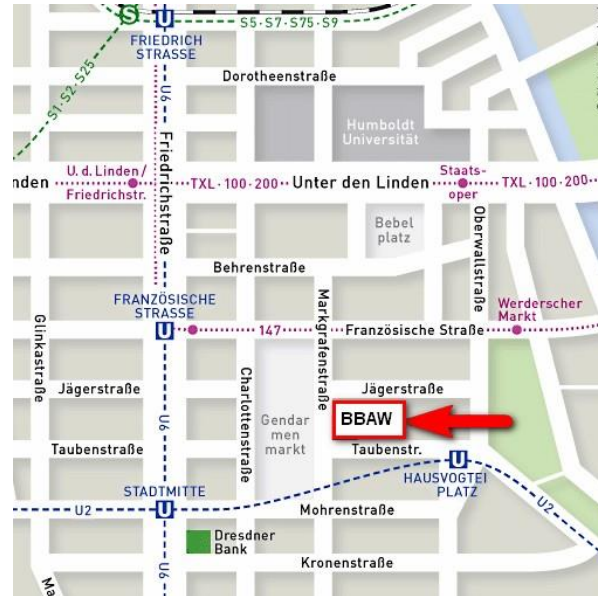 S
U
S5·S7·S75·S9
FRIEDRICH
STRASSE
S1·S2·S25
U6
Dorotheenstraße
Friedrichstraße
Humboldt
Universität
U. d. Linden /
Friedrichstr.
nden
TXL·100·200
Unter den Linden
Staats-
oper
TXL·100·200
Bebel
platz
Oberwallstraße
Behrenstraße
FRANZÖSISCHE
STRASSE
U
147
Markgrafenstraße
Französische Straße
Werderscher
Markt
Glinkastraße
Jägerstraße
Charlottenstraße
Jägerstraße
U6
Gendar
men
markt
BBAW
Taubenstraße
Taubenstr.
U
HAUSVOGTEI
PLATZ
STADTMITTE
U2
U
Mohrenstraße
U2
Dresdner
Bank
U6
Kronenstraße